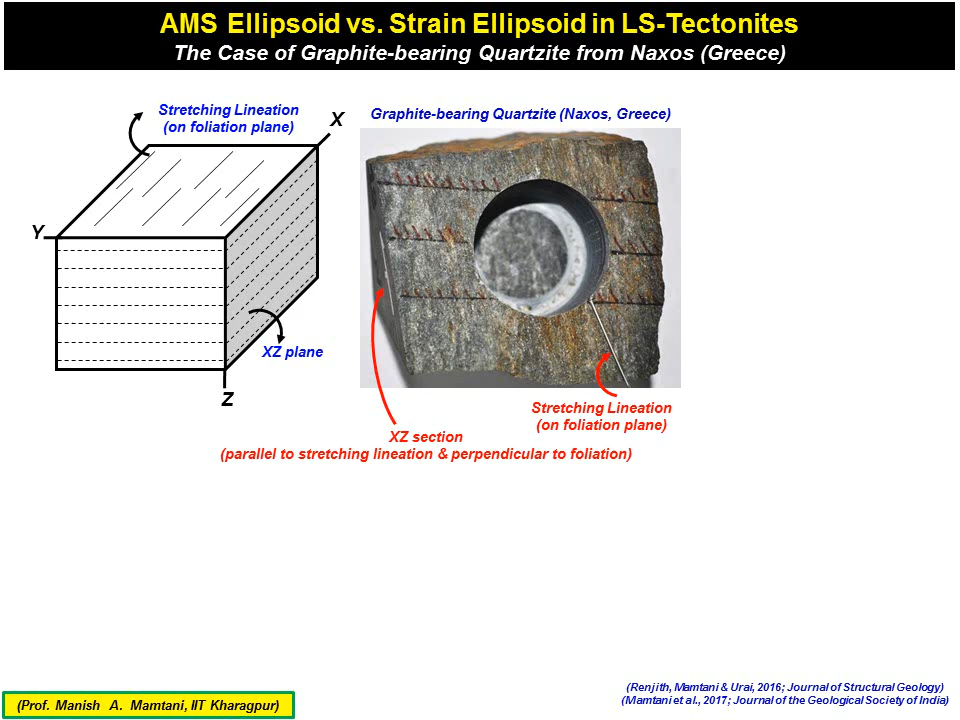 AMS Ellipsoid vs. Strain Ellipsoid in LS-Tectonites
The Case of Graphite-bearing Quartzite from Naxos (Greece)
Stretching Lineation
(on foliation plane)
X
Graphite-bearing Quartzite (Naxos, Greece)
Y
XZ plane
Z
Stretching Lineation
(on foliation plane)
XZ section
(parallel to stretching lineation & perpendicular to foliation)
(Renjith, Mamtani & Urai, 2016; Journal of Structural Geology)
(Mamtani et al., 2017; Journal of the Geological Society of India)
(Prof. Manish A. Mamtani, IIT Kharagpur)